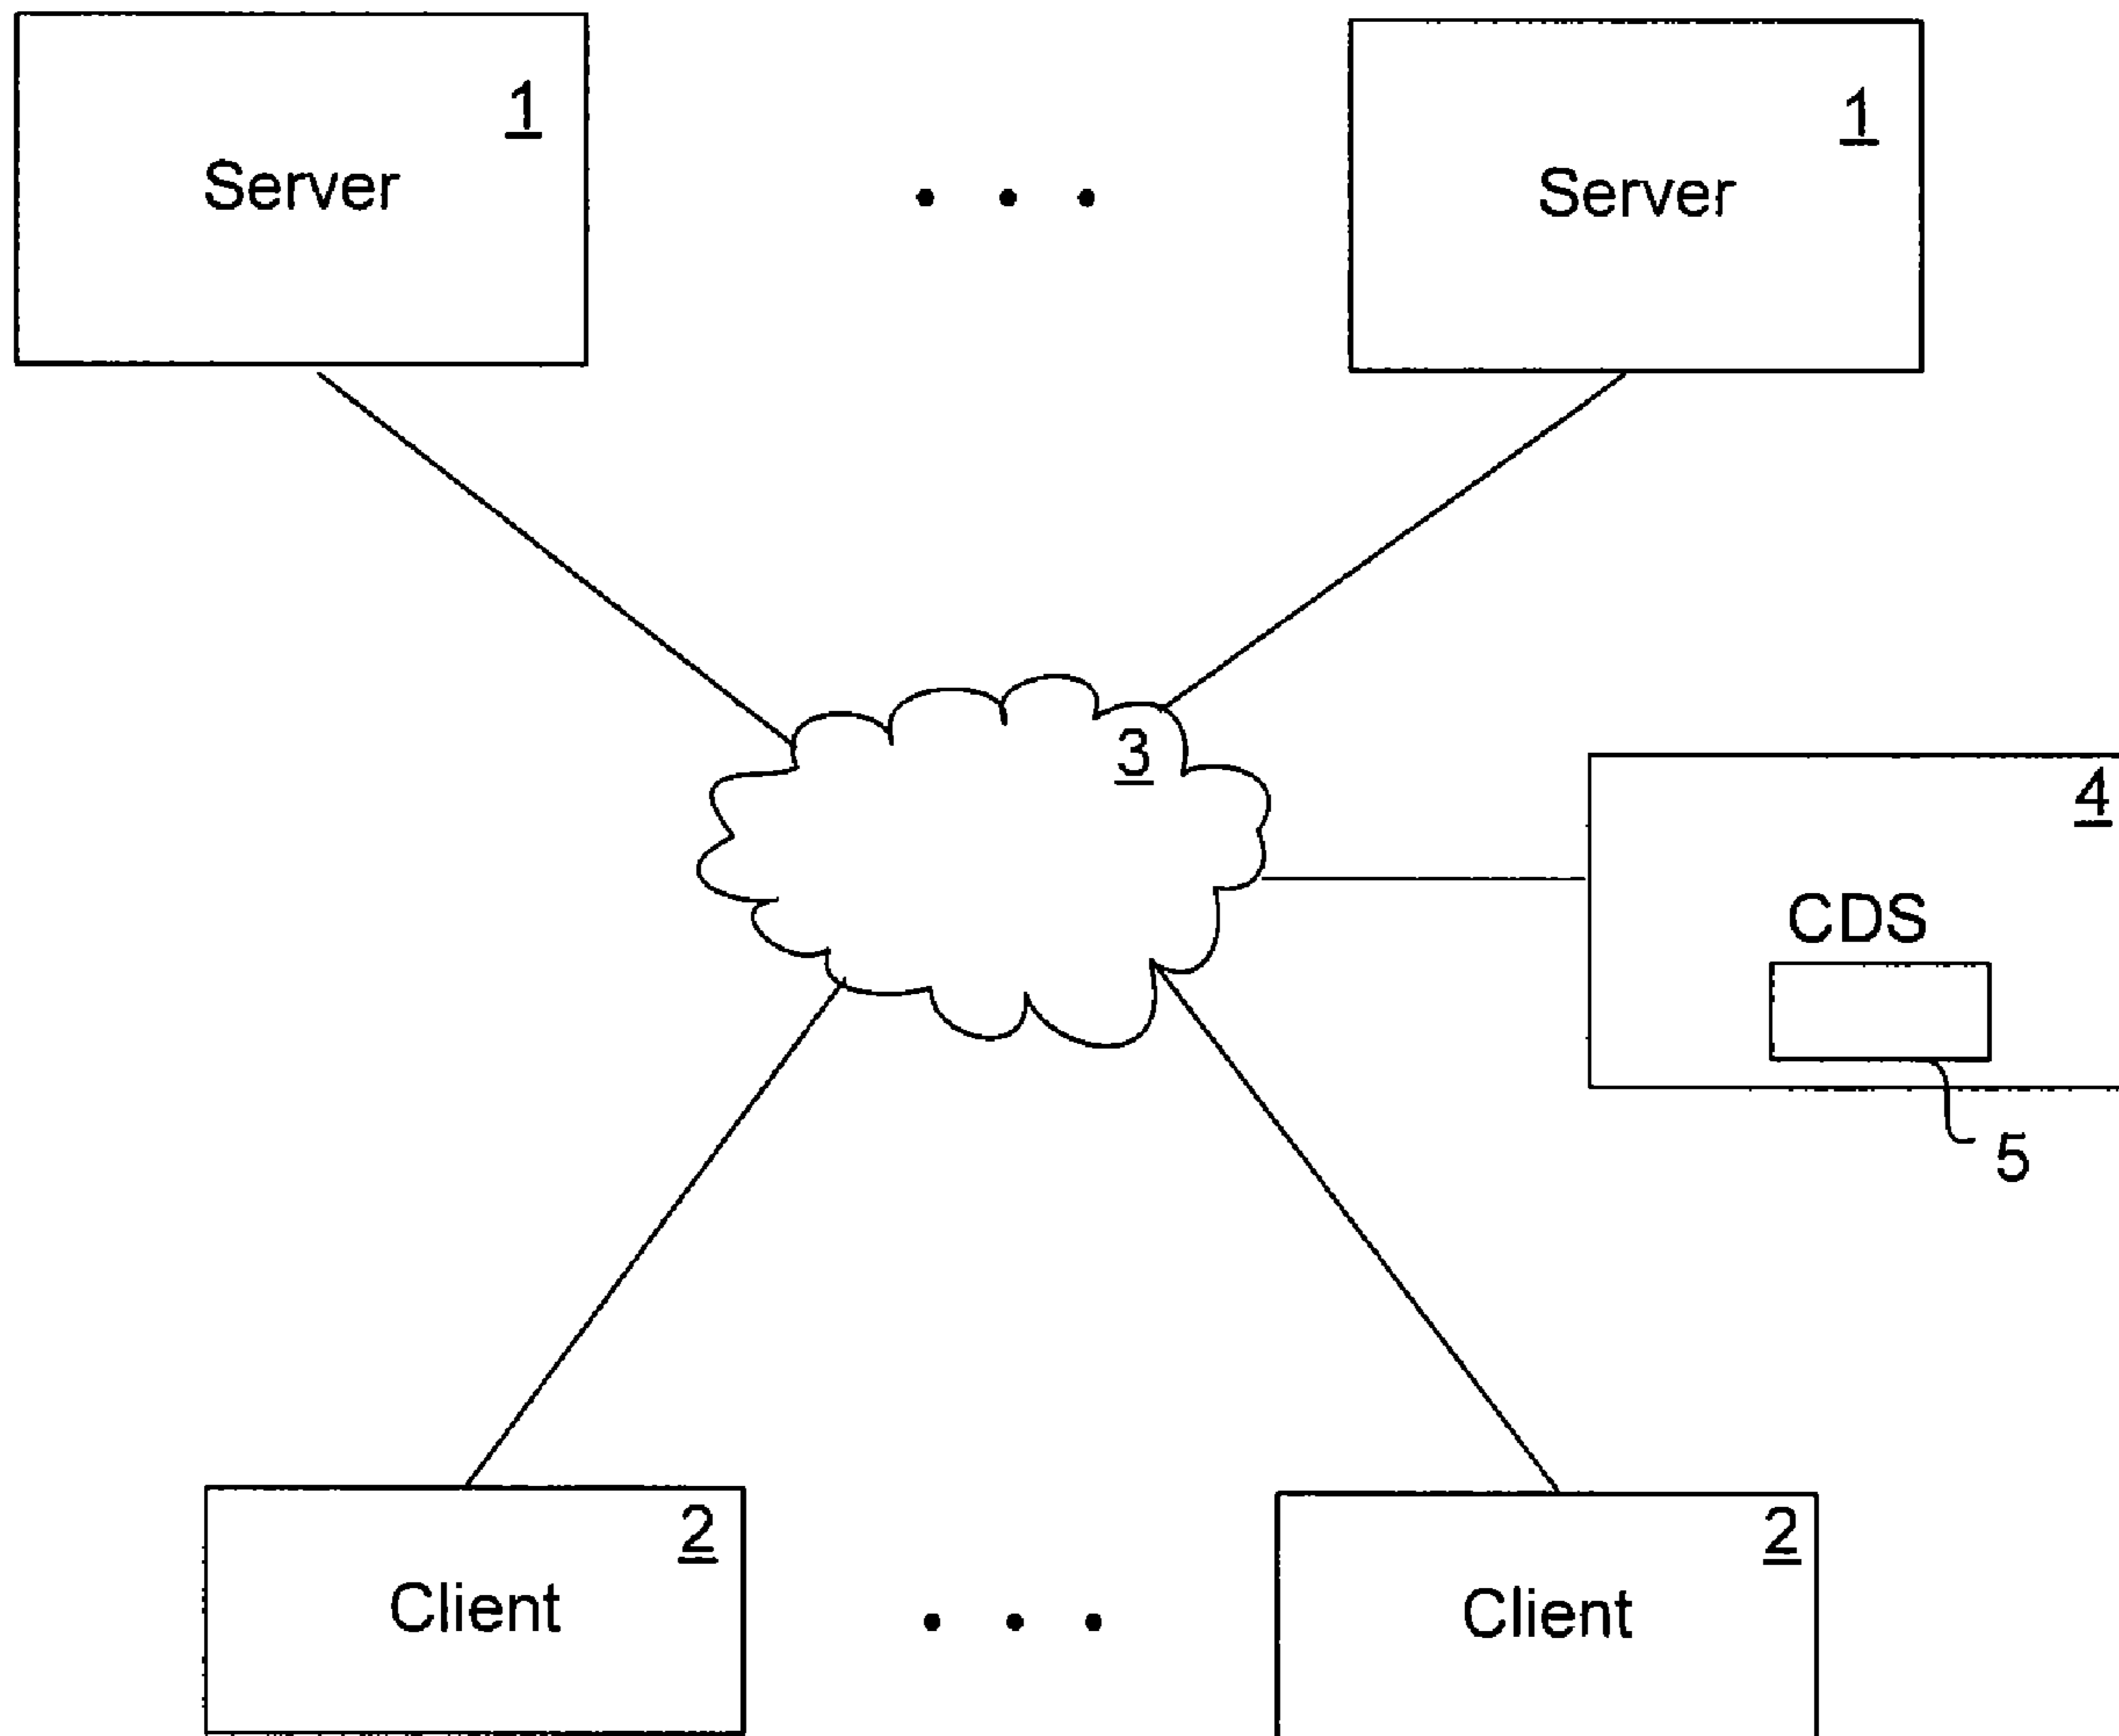 1
Server
1
Server
. . .
3
4
CDS
5
2
Client
. . .
2
Client